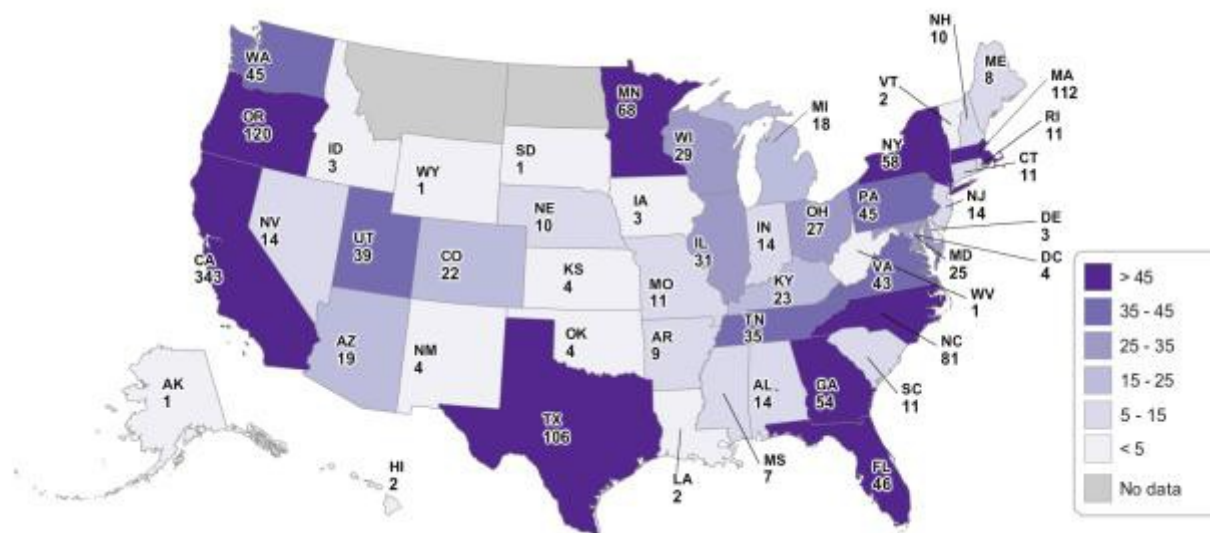 NH
10
ME
8
WA
45
MA
112
VT
2
MN
68
MI
18
RI
11
OR
120
WI
29
NY
58
CT
11
ID
3
SD
1
WY
1
IA
3
PA
45
NJ
14
NE
10
OH
27
DE
3
NV
14
UT
39
CO
22
IL
31
IN
14
DC
4
CA
343
KS
4
MO
11
KY
23
VA
43
MD
25
WV
1
TN
35
NC
81
AZ
19
NM
4
OK
4
AR
9
AK
1
AL
14
GA
54
SC
11
TX
106
MS
7
HI
2
LA
2
FL
46
> 45
35 - 45
25 - 35
15 - 25
5 - 15
< 5
No data